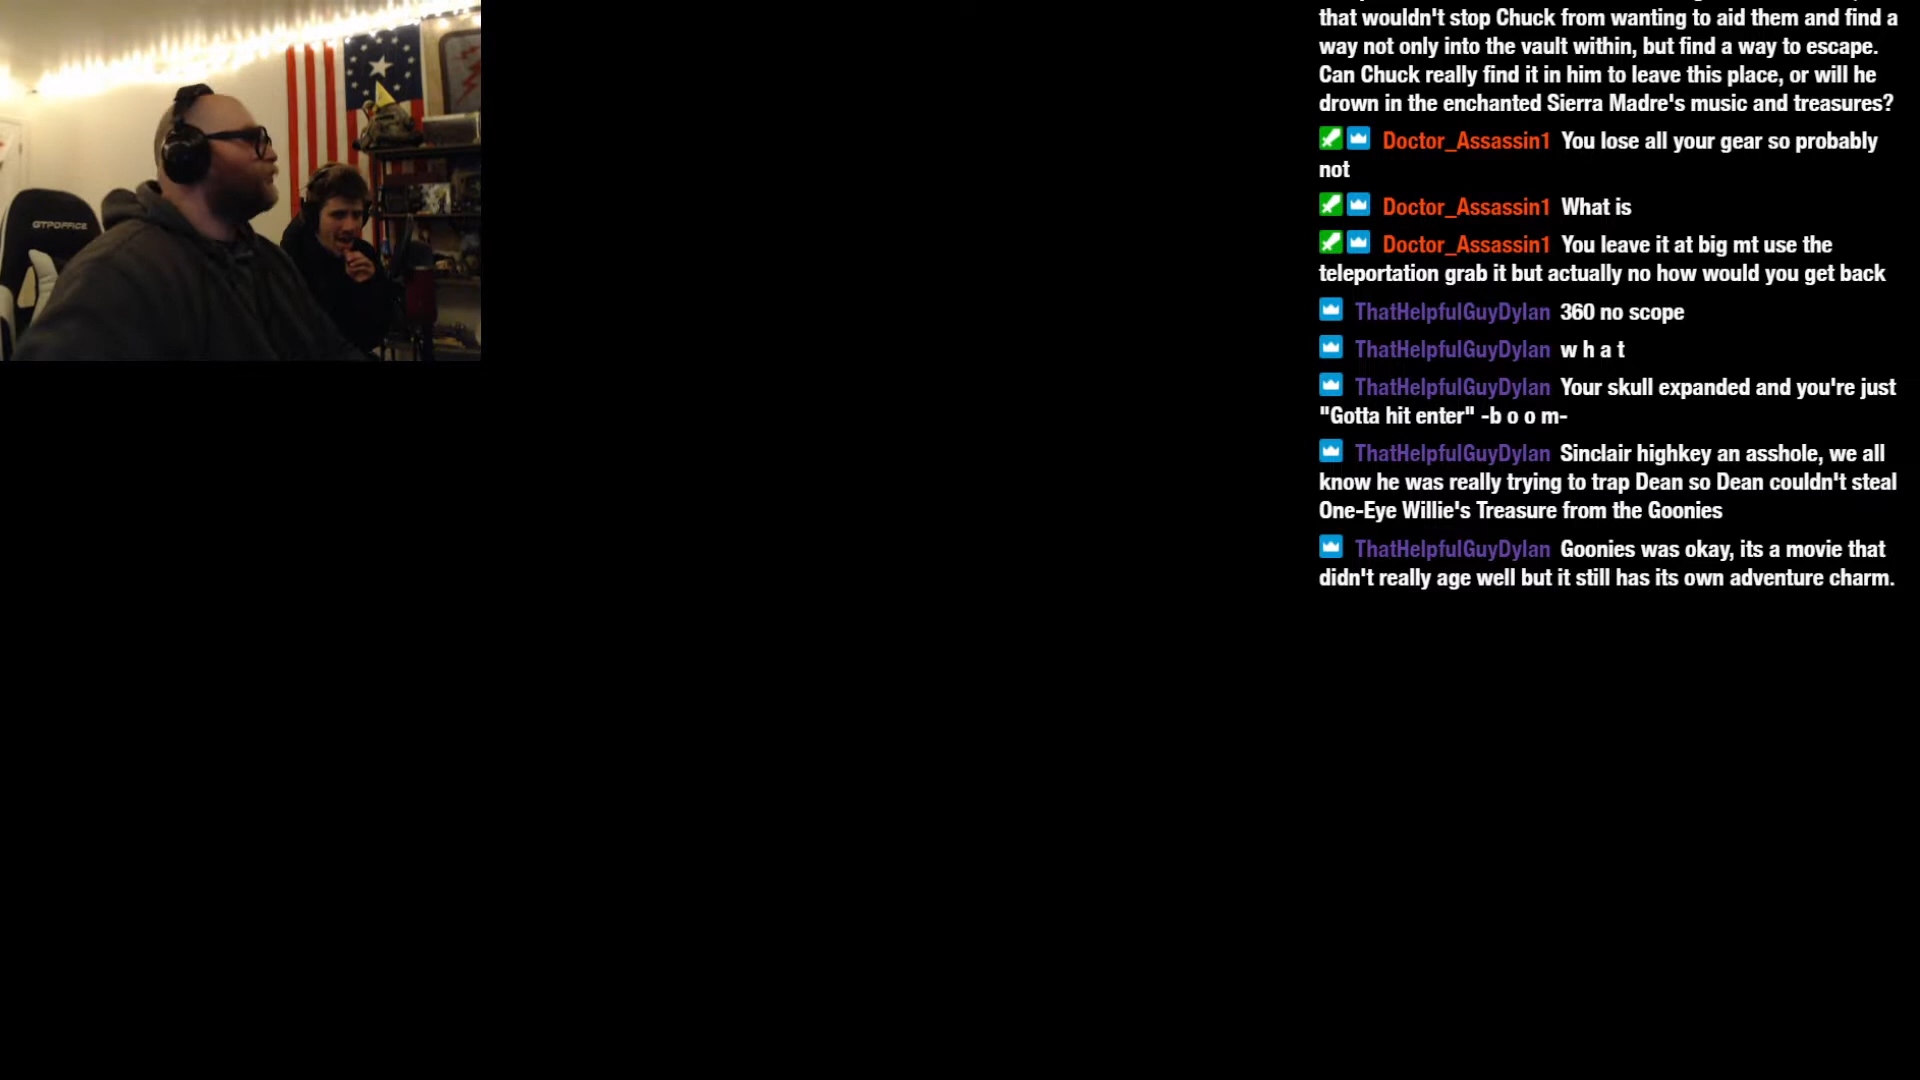 GTPOFFICE
that wouldn't stop Chuck from wanting to aid them and find a
way not only into the vault within, but find a way to escape.
Can Chuck really find it in him to leave this place, or will he
drown in the enchanted Sierra Madre's music and treasures?
Doctor_Assassin1 You lose all your gear so probably
not
Doctor_Assassin1 What is
Doctor_Assassin1 You leave it at big mt use the
teleportation grab it but actually no how would you get back
ThatHelpfulGuyDylan 360 no scope
ThatHelpfulGuyDylan w h a t
ThatHelpfulGuyDylan Your skull expanded and you're just
"Gotta hit enter" -b o o m-
ThatHelpfulGuyDylan Sinclair highkey an asshole, we all
know he was really trying to trap Dean so Dean couldn't steal
One-Eye Willie's Treasure from the Goonies
ThatHelpfulGuyDylan Goonies was okay, its a movie that
didn't really age well but it still has its own adventure charm.